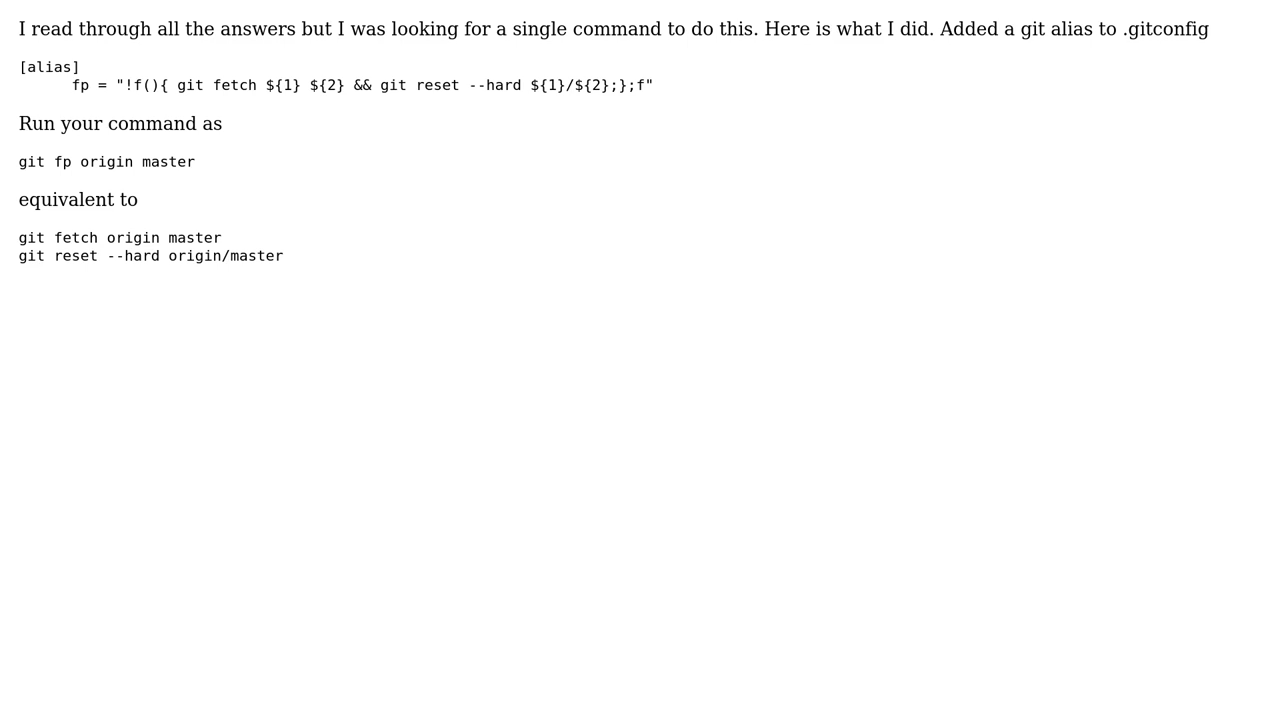 I read through all the answers but I was looking for a single command to do this. Here is what I did. Added a git alias to .gitconfig
[alias]
      fp = "!f(){ git fetch ${1} ${2} && git reset --hard ${1}/${2};};f"
Run your command as
git fp origin master
equivalent to
git fetch origin master
git reset --hard origin/master